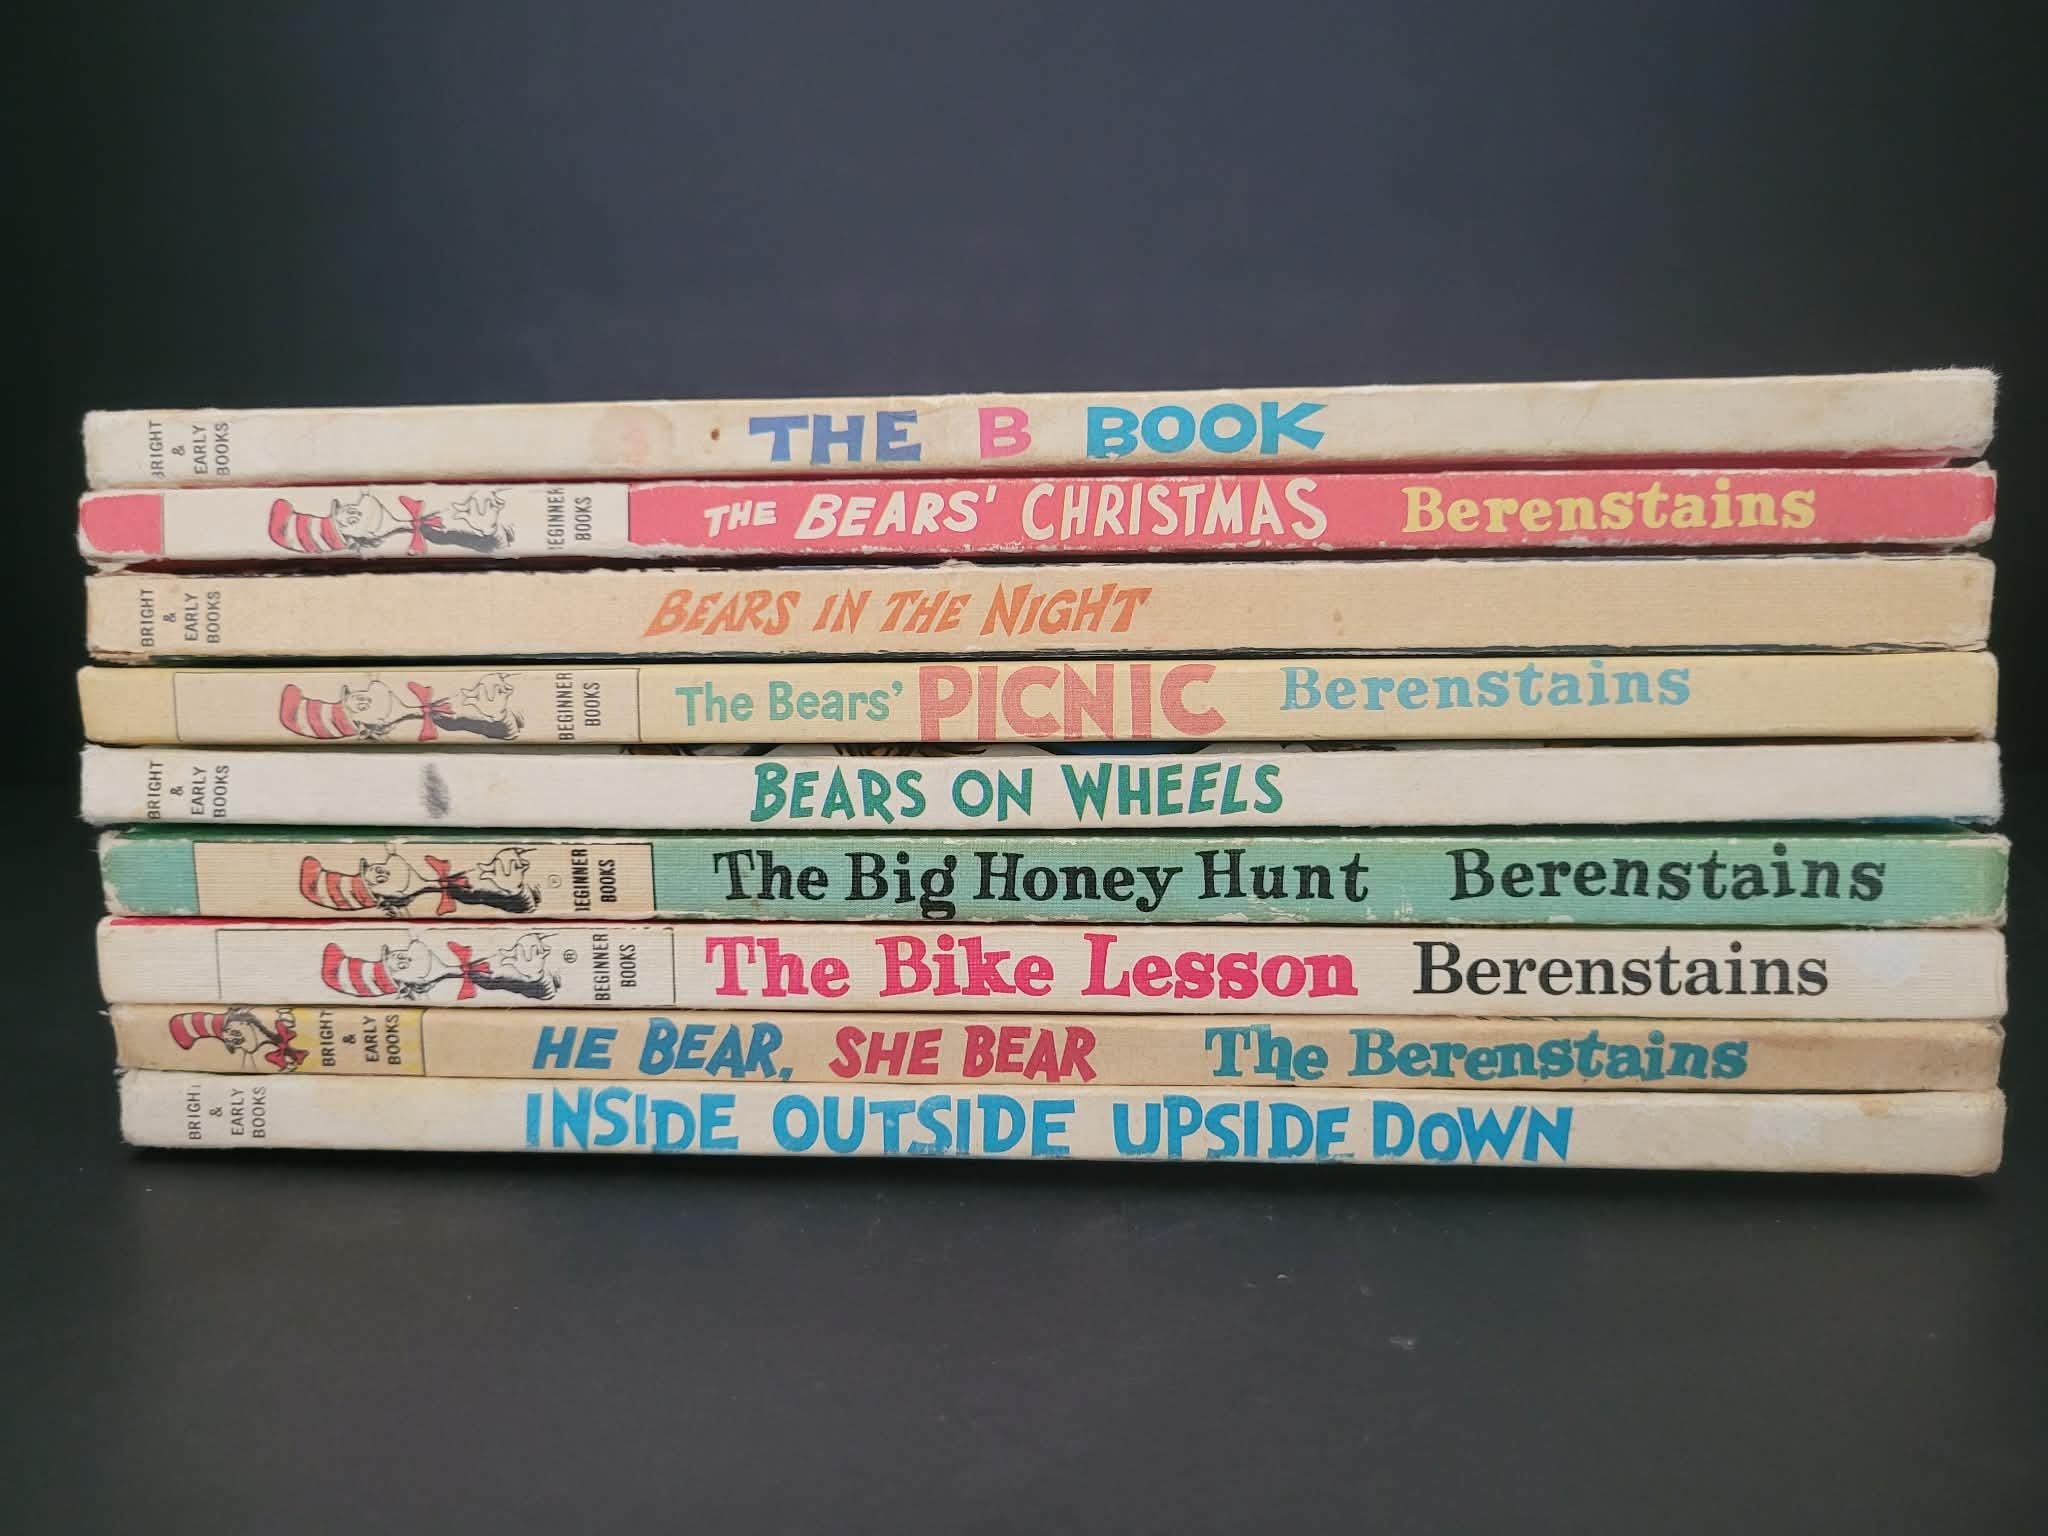 BRIGHT & EARLY BOOKS THE B BOOK
BEGINNER BOOKS THE BEARS' CHRISTMAS Berenstains
BRIGHT & EARLY BOOKS BEARS IN THE NIGHT
BEGINNER BOOKS The Bears' PICNIC Berenstains
BRIGHT & EARLY BOOKS BEARS ON WHEELS
BEGINNER BOOKS The Big Honey Hunt Berenstains
® BEGINNER BOOKS The Bike Lesson Berenstains
BRIGHT & EARLY BOOKS HE BEAR, SHE BEAR The Berenstains
BRIGHT & EARLY BOOKS INSIDE OUTSIDE UPSIDE DOWN